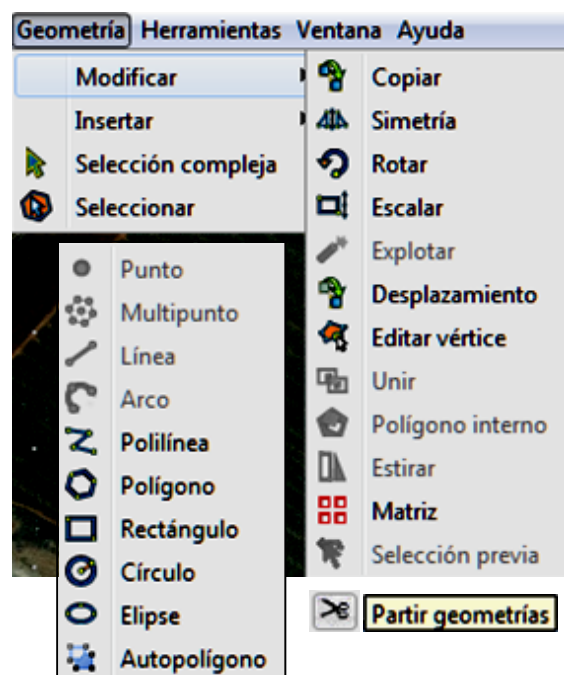 Geometría Herramientas Ventana Ayuda
Modificar
Insertar
Selección compleja
Seleccionar
Copiar
Simetría
Rotar
Escalar
Explotar
Desplazamiento
Editar vértice
Unir
Polígono interno
Estirar
Matriz
Selección previa
Punto
Multipunto
Línea
Arco
Polilínea
Polígono
Rectángulo
Círculo
Elipse
Autopolígono
Partir geometrías